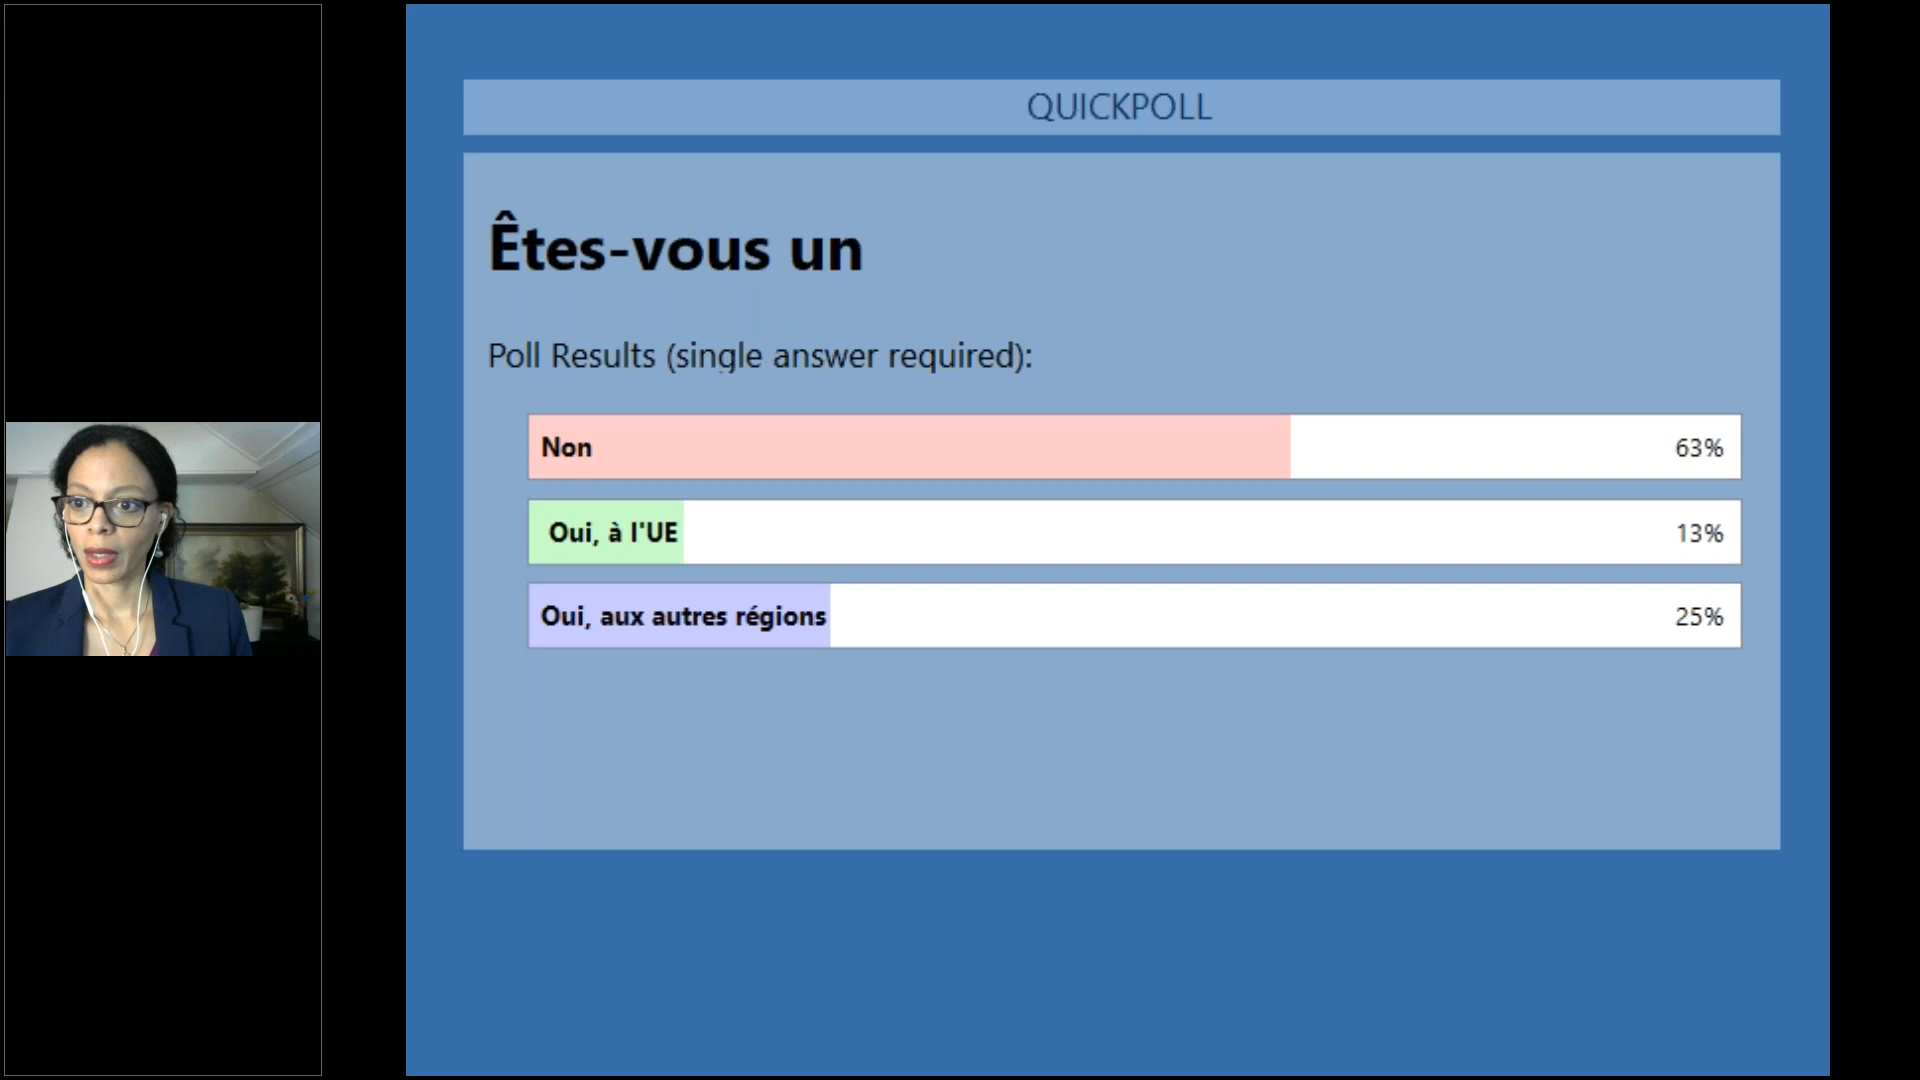 QUICKPOLL
Êtes-vous un
Poll Results (single answer required):
Non 63%
Oui, à l'UE 13%
Oui, aux autres régions 25%